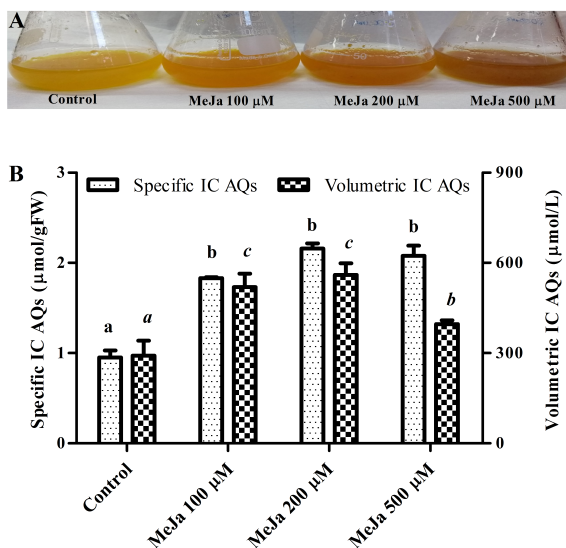 A
Control MeJa 100 µM MeJa 200 µM MeJa 500 µM
B
Specific IC AQs Volumetric IC AQs
Specific IC AQs (µmol/gFW)
3
2
1
0
a a b c b c b b
900
600
300
0
Volumetric IC AQs (µmol/L)
Control MeJa 100 µM MeJa 200 µM MeJa 500 µM